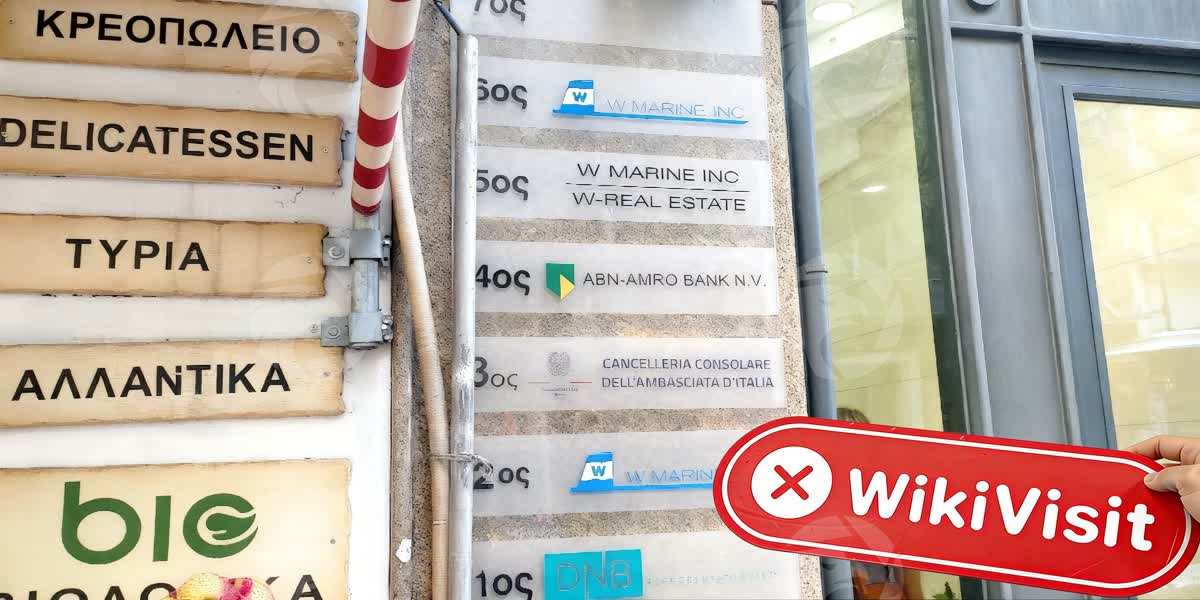 ΚΡΕΟΠΩΛΕΙΟ
DELICATESSEN
ΤΥΡΙΑ
ΑΛΛΑΝΤΙΚΑ
bio
7ος
6ος W MARINE INC
5ος W MARINE INC
W-REAL ESTATE
4ος ABN-AMRO BANK N.V.
3ος CANCELLERIA CONSOLARE
DELL'AMBASCIATA D'ITALIA
2ος W MARINE
1ος DNB
WikiVisit